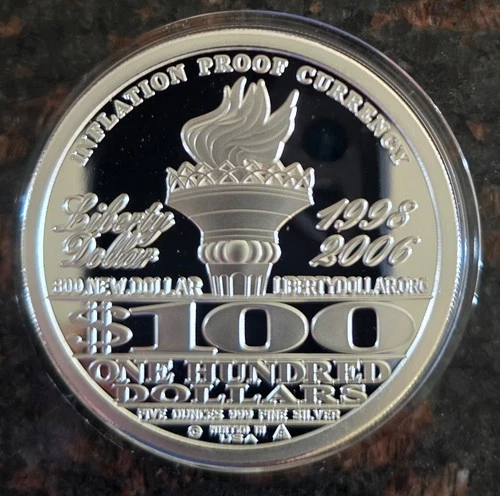 INFLATION PROOF CURRENCY
Liberty Dollar
1998
2006
800.NEW.DOLLAR LIBERTYDOLLAR.ORG
$100
ONE HUNDRED
DOLLARS
FIVE OUNCES 999 FINE SILVER
© MINTED IN
USA